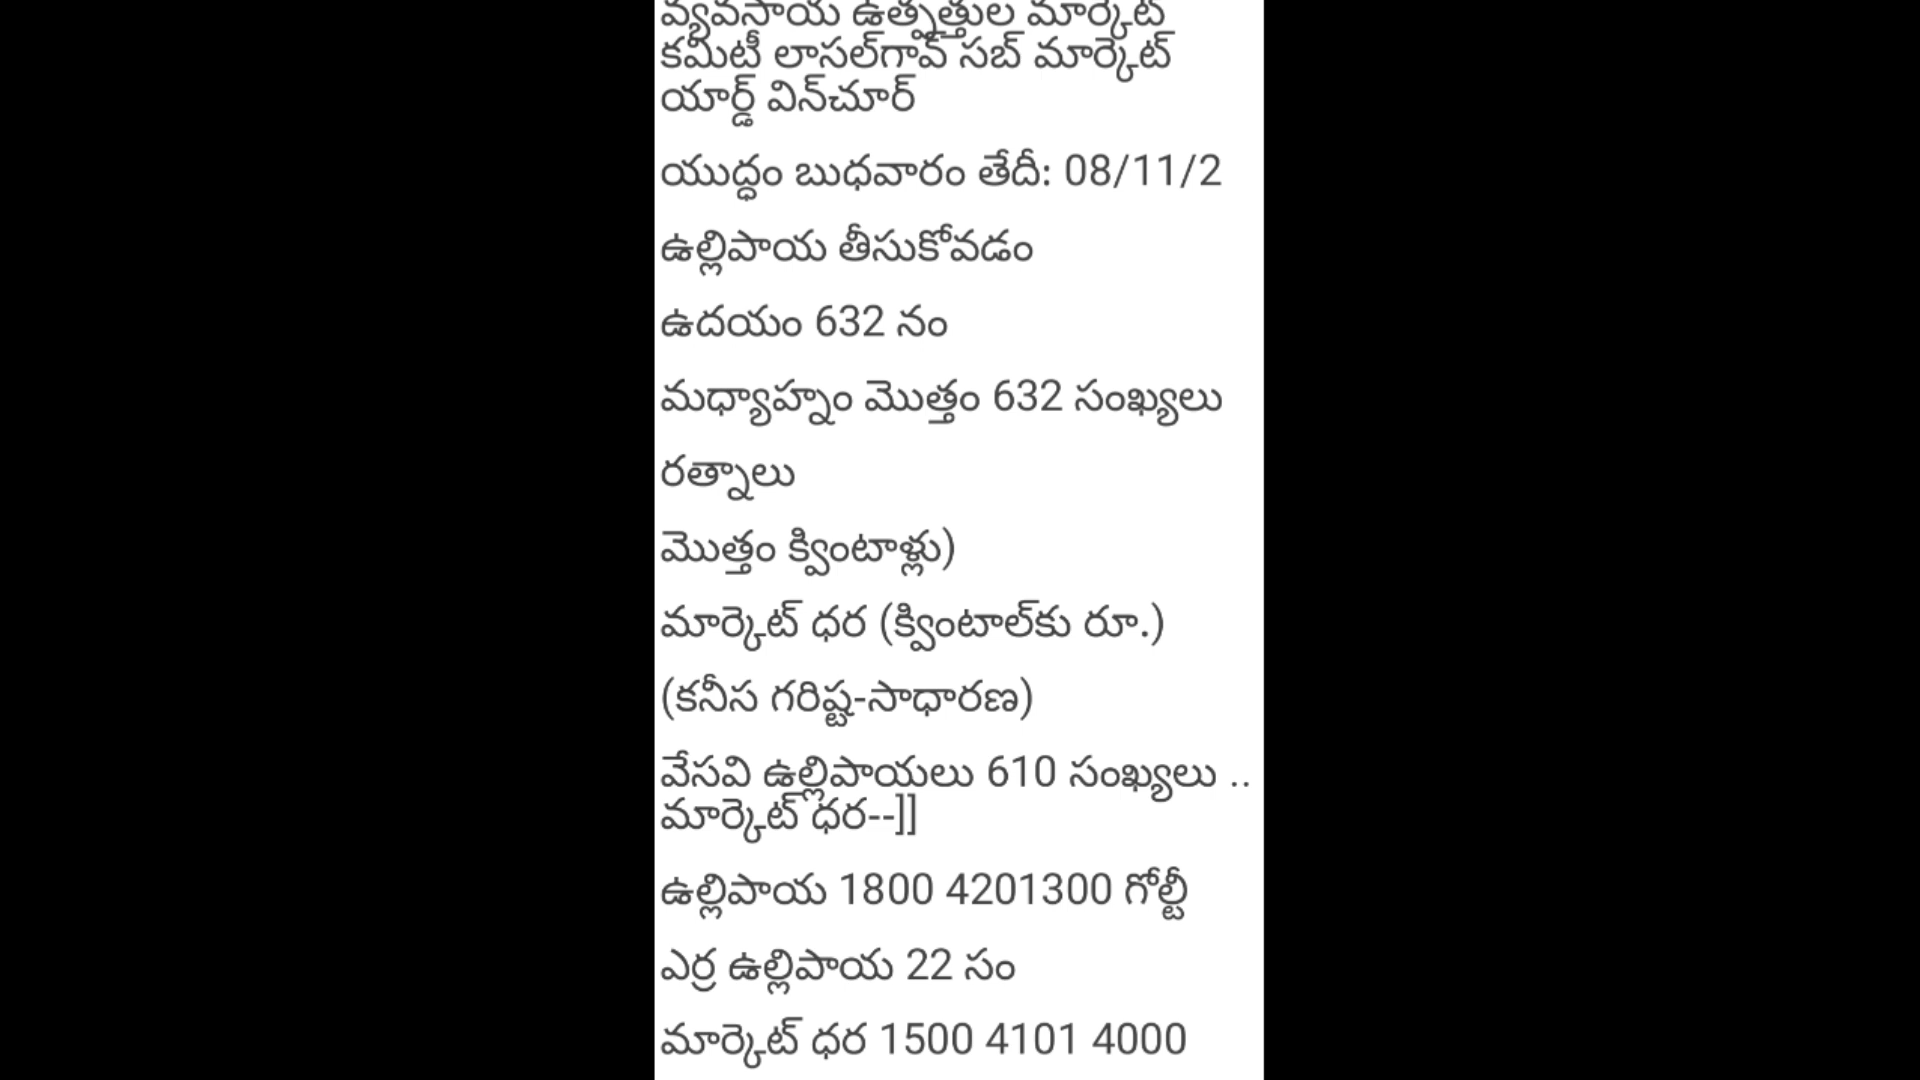 వ్యవసాయ ఉత్పత్తుల మార్కెట్
కమిటీ లాసల్‌గావ్ సబ్ మార్కెట్
యార్డ్ విన్‌చూర్
యుద్ధం బుధవారం తేదీ: 08/11/2
ఉల్లిపాయ తీసుకోవడం
ఉదయం 632 నం
మధ్యాహ్నం మొత్తం 632 సంఖ్యలు
రత్నాలు
మొత్తం క్వింటాళ్లు)
మార్కెట్ ధర (క్వింటాల్‌కు రూ.)
(కనీస గరిష్ట-సాధారణ)
వేసవి ఉల్లిపాయలు 610 సంఖ్యలు ..
మార్కెట్ ధర--]]
ఉల్లిపాయ 1800 4201300 గోల్టీ
ఎర్ర ఉల్లిపాయ 22 సం
మార్కెట్ ధర 1500 4101 4000